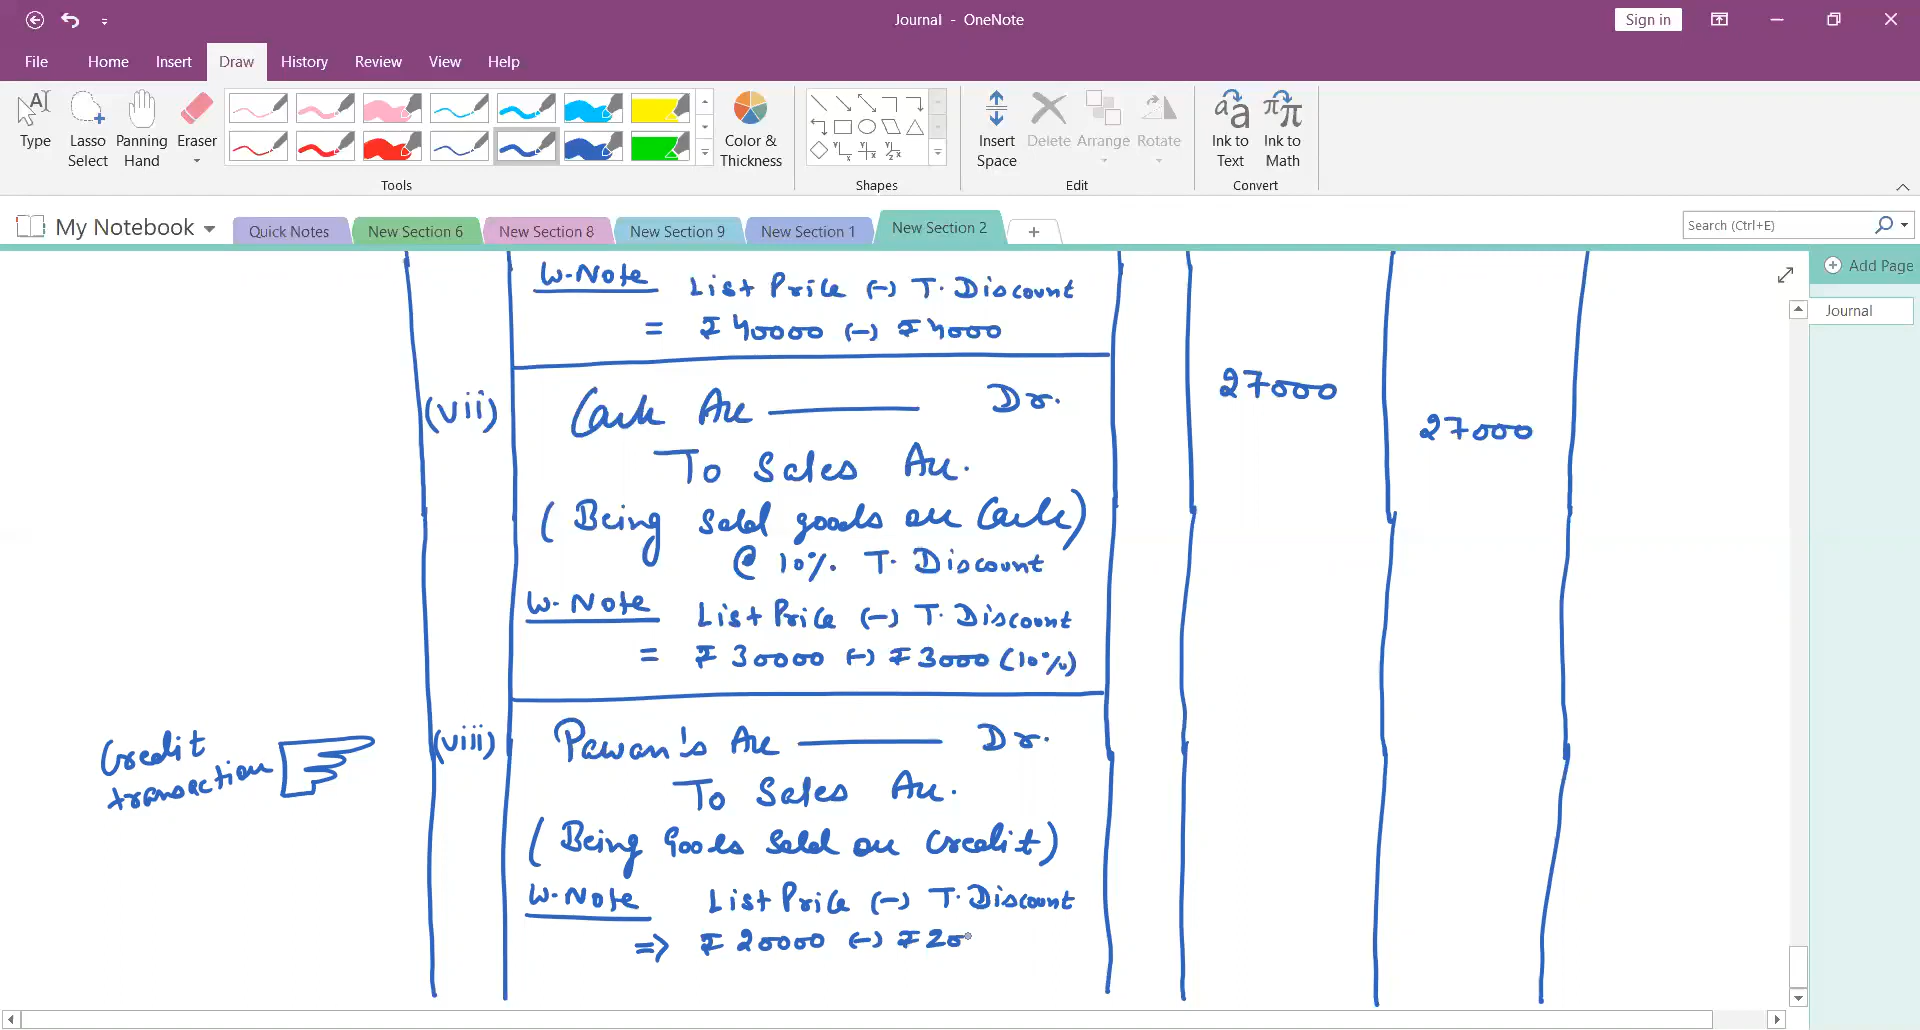 Journal - OneNote
Sign in
File Home Insert Draw History Review View Help
Type
Lasso Select
Panning Hand
Eraser
Color & Thickness
Insert Space
Delete
Arrange
Rotate
Ink to Text
Ink to Math
Tools
Shapes
Edit
Convert
My Notebook
Quick Notes
New Section 6
New Section 8
New Section 9
New Section 1
New Section 2
Search (Ctrl+E)
Add Page
Journal
W-Note List Price (-) T. Discount
= ₹ 40000 (-) ₹ 4000
(vii) Cash A/c Dr. 27000
To Sales A/c. 27000
(Being Sold goods on Cash)
@ 10% T. Discount
W-Note List Price (-) T. Discount
= ₹ 30000 (-) ₹ 3000 (10%)
Credit transaction
(viii) Pawan's A/c Dr.
To Sales A/c.
(Being Goods Sold on Credit)
W-Note List Price (-) T. Discount
=> ₹ 20000 (-) ₹ 200